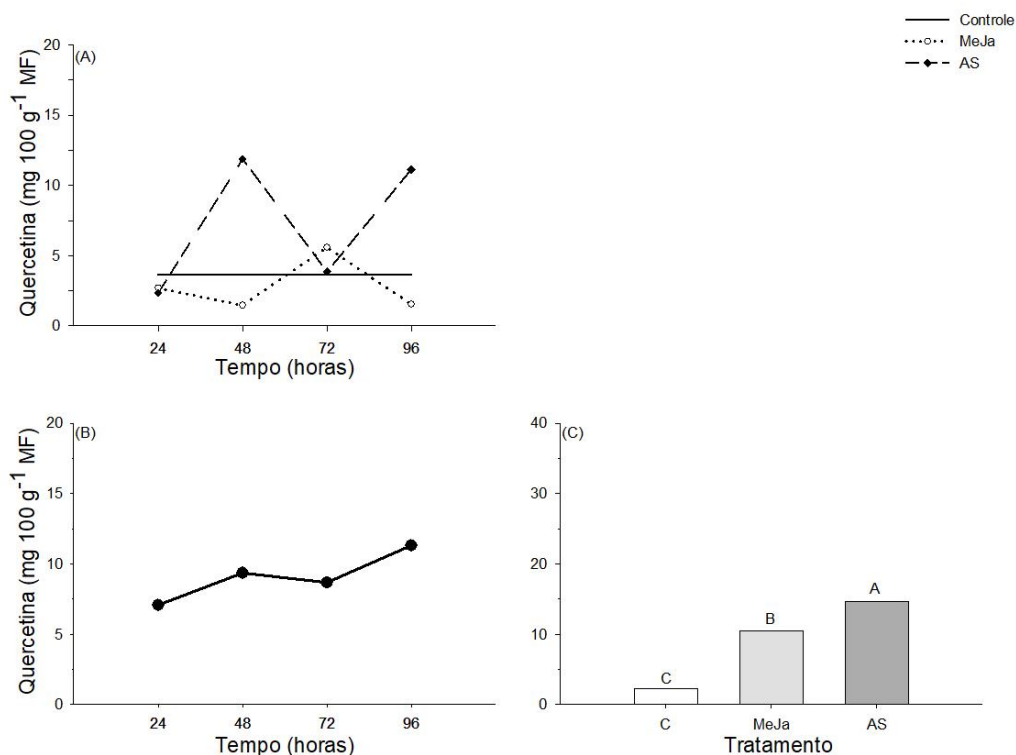 Controle
MeJa
AS
(A)
20
15
10
5
0
Quercetina (mg 100 g⁻¹ MF)
24 48 72 96
Tempo (horas)
(B)
20
15
10
5
0
Quercetina (mg 100 g⁻¹ MF)
24 48 72 96
Tempo (horas)
(C)
40
30
20
10
0
C
B
A
C MeJa AS
Tratamento